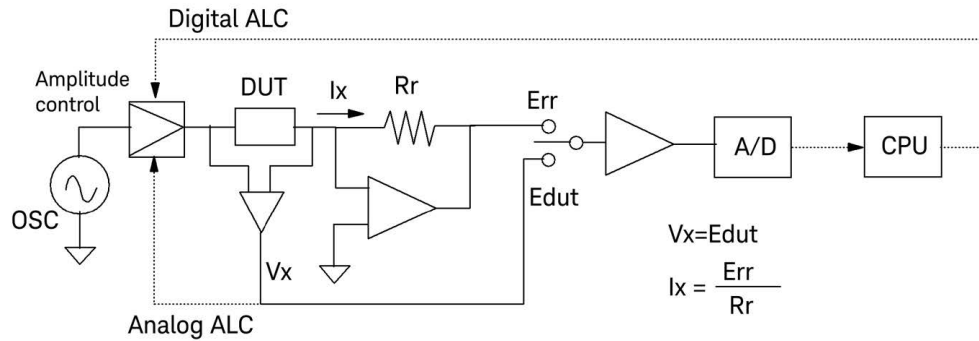 Digital ALC
Amplitude
control
DUT
Ix
Rr
Err
A/D
CPU
OSC
Edut
Vx
Vx=Edut
Ix = Err
Rr
Analog ALC